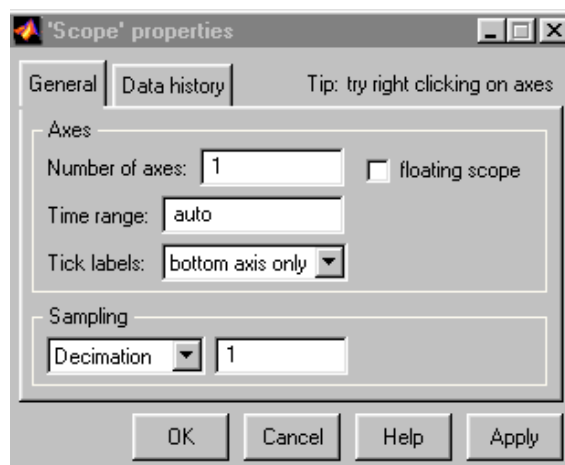 'Scope' properties
General Data history Tip: try right clicking on axes
Axes
Number of axes: 1 floating scope
Time range: auto
Tick labels: bottom axis only
Sampling
Decimation 1
OK Cancel Help Apply